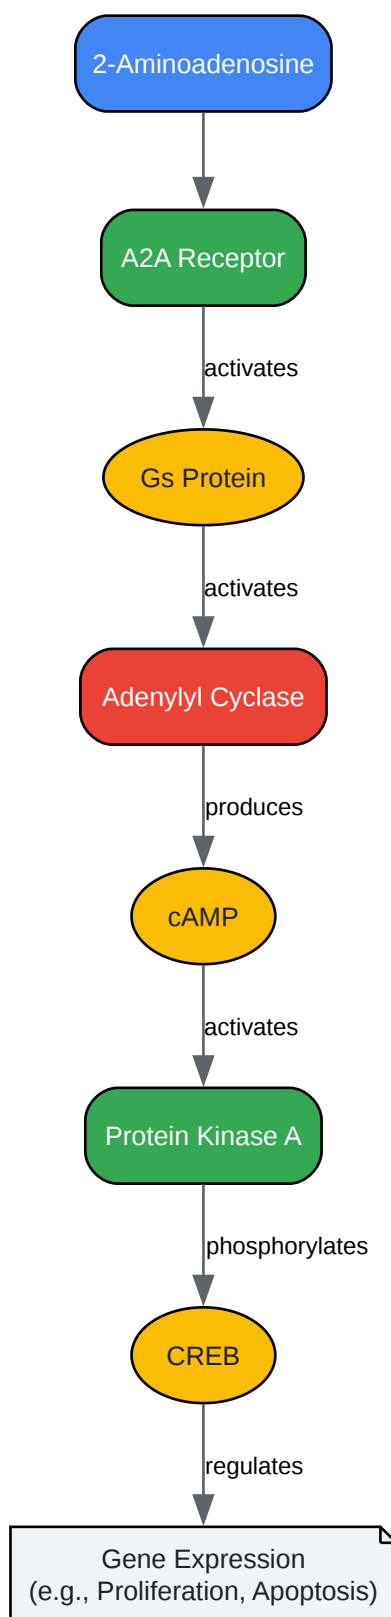 2-Aminoadenosine
A2A Receptor
activates
Gs Protein
activates
Adenylyl Cyclase
produces
cAMP
activates
Protein Kinase A
phosphorylates
CREB
regulates
Gene Expression
(e.g., Proliferation, Apoptosis)